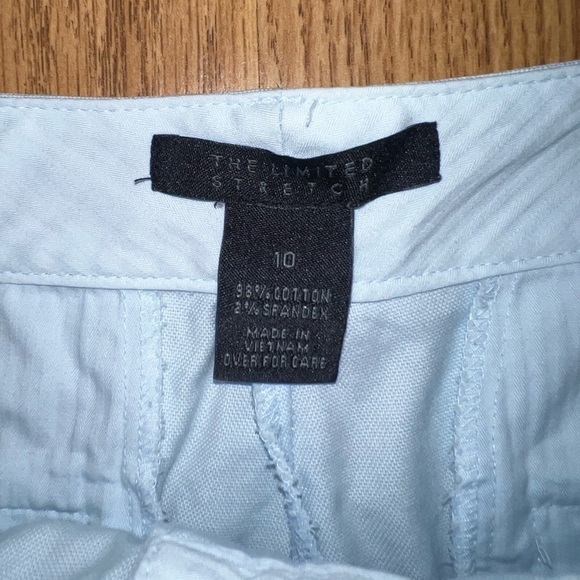 THE LIMITED
STRETCH
10
98% COTTON
2% SPANDEX
MADE IN
VIETNAM
OVER FOR CARE